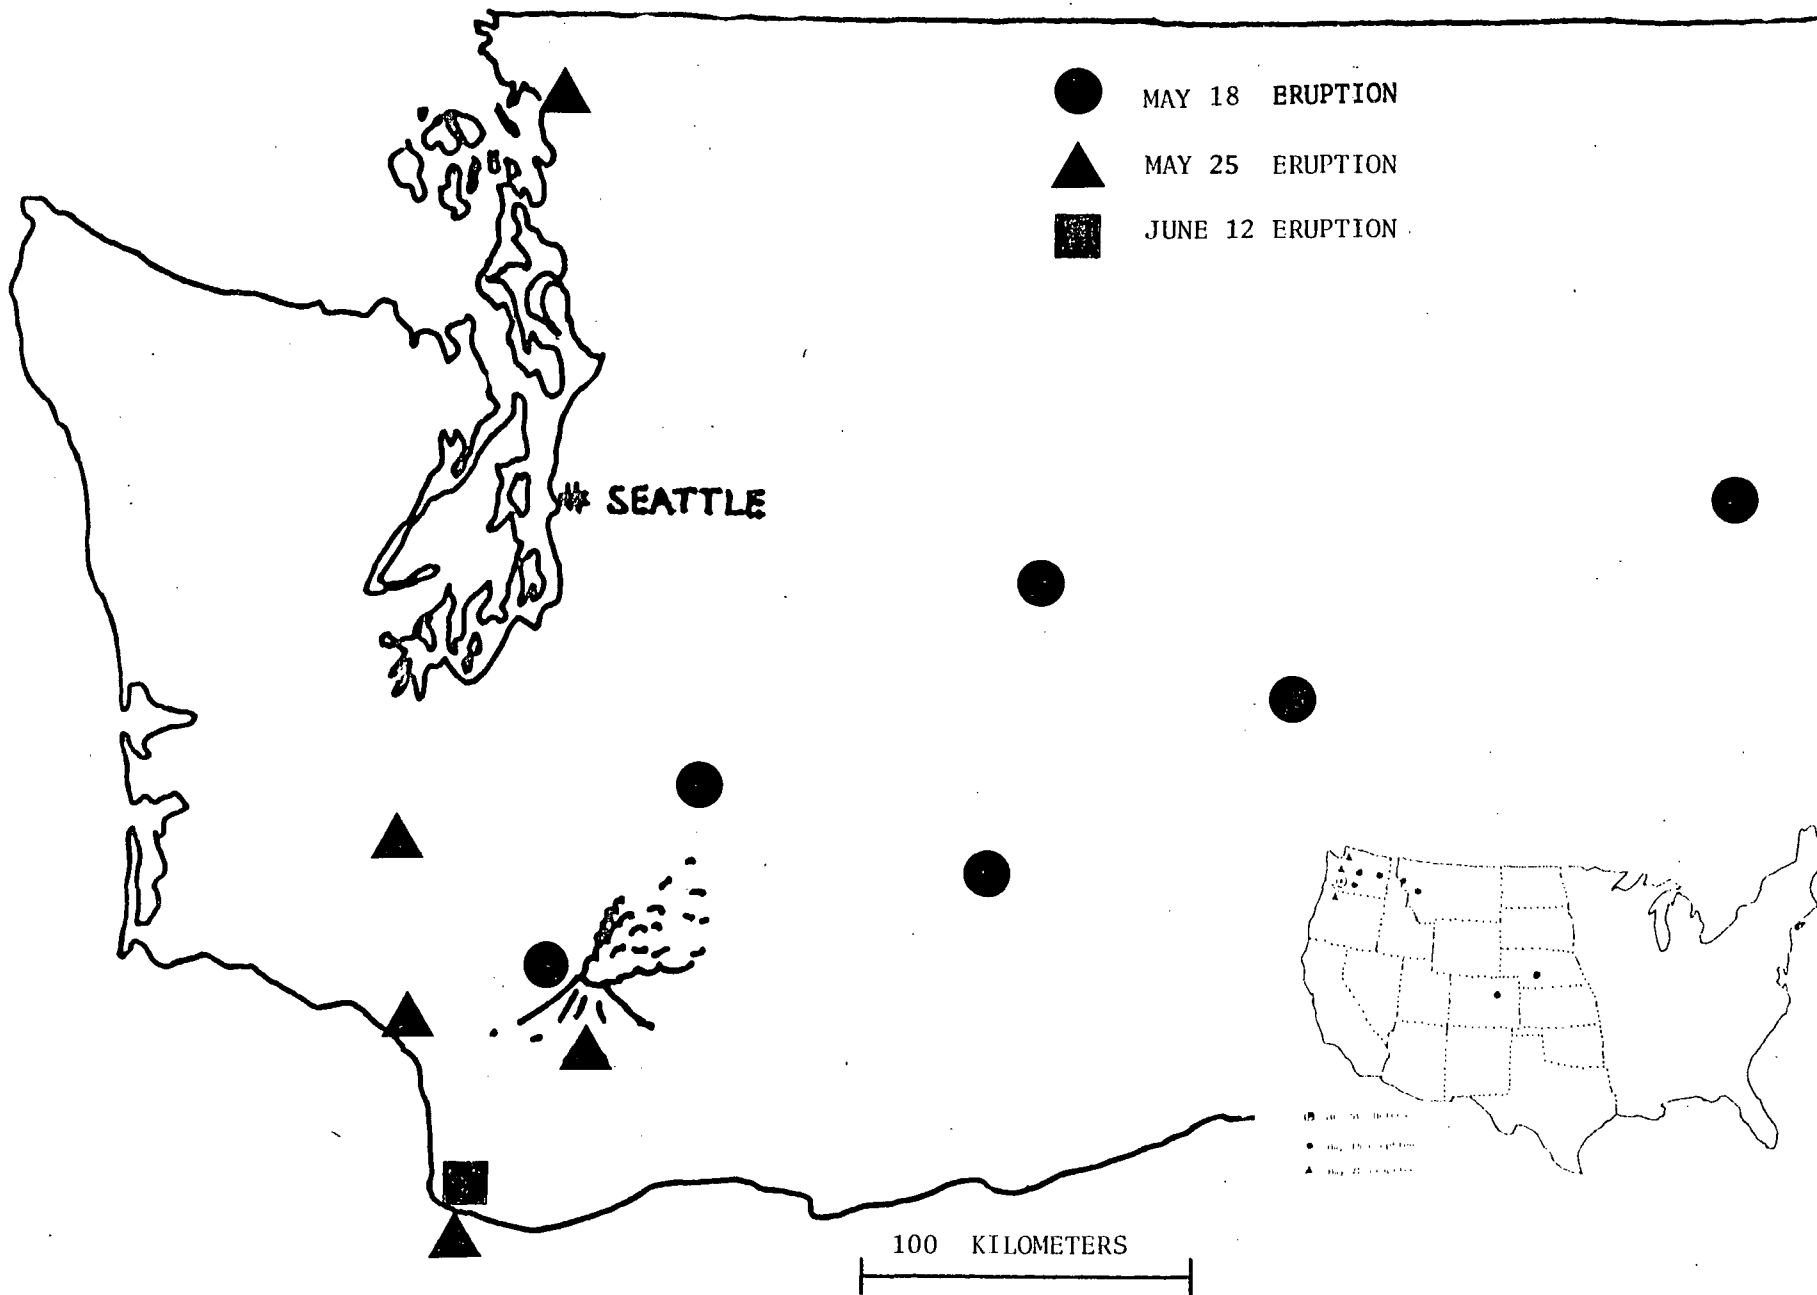 MAY 18 ERUPTION
MAY 25 ERUPTION
JUNE 12 ERUPTION
# SEATTLE
100 KILOMETERS